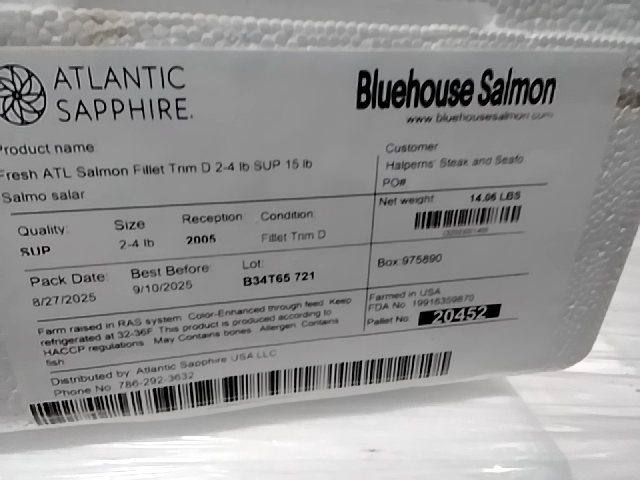 ATLANTIC
SAPPHIRE.
Bluehouse Salmon
www.bluehousesalmon.com
Product name
Fresh ATL Salmon Fillet Trim D 2-4 lb SUP 15 lb
Salmo salar
Customer
Halperns' Steak and Seafo
PO#
Quality: Size Reception: Condition:
SUP 2-4 lb 2005 Fillet Trim D
Net weight 14.06 LBS
Pack Date: Best Before: Lot:
8/27/2025 9/10/2025 B34T65 721
Box:975890
Farm raised in RAS system. Color-Enhanced through feed. Keep
refrigerated at 32-36F. This product is produced according to
HACCP regulations. May Contains bones. Allergen: Contains
fish.
Farmed in USA
FDA No. 19916359670
Pallet No: 20452
Distributed by Atlantic Sapphire USA LLC
Phone No 786-292-3632